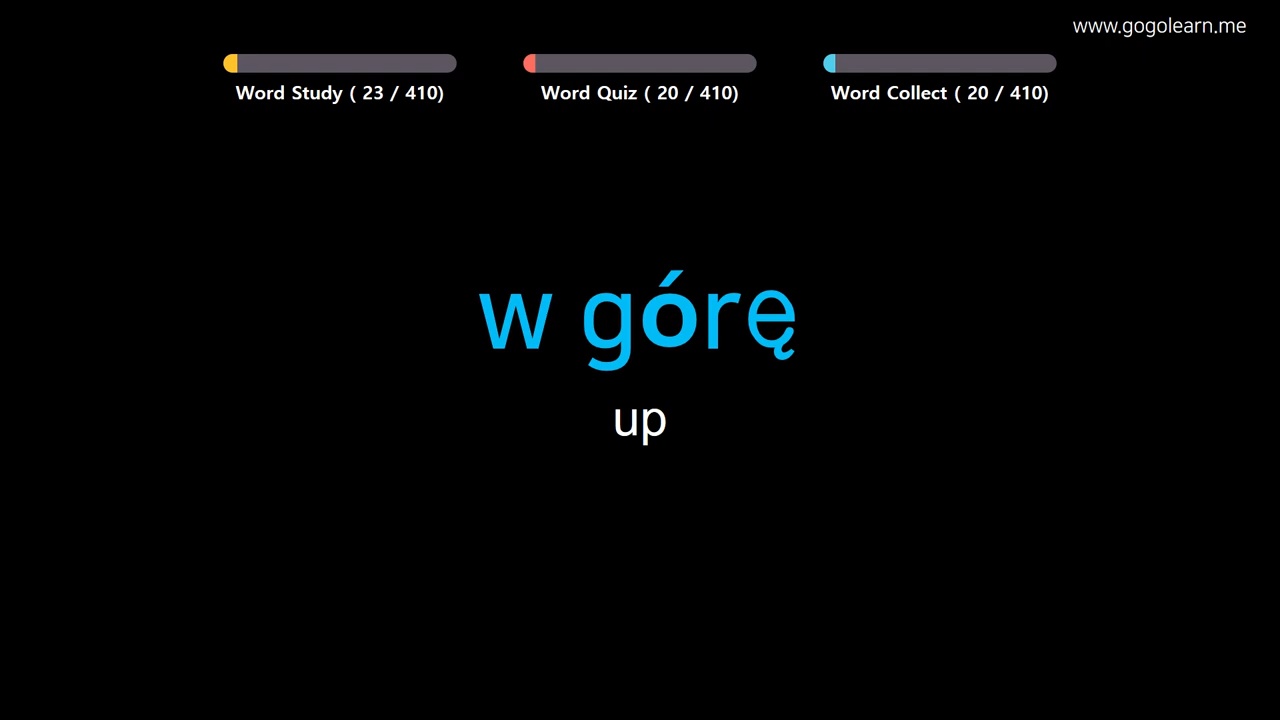 www.gogolearn.me
Word Study ( 23 / 410)
Word Quiz ( 20 / 410)
Word Collect ( 20 / 410)
w górę
up